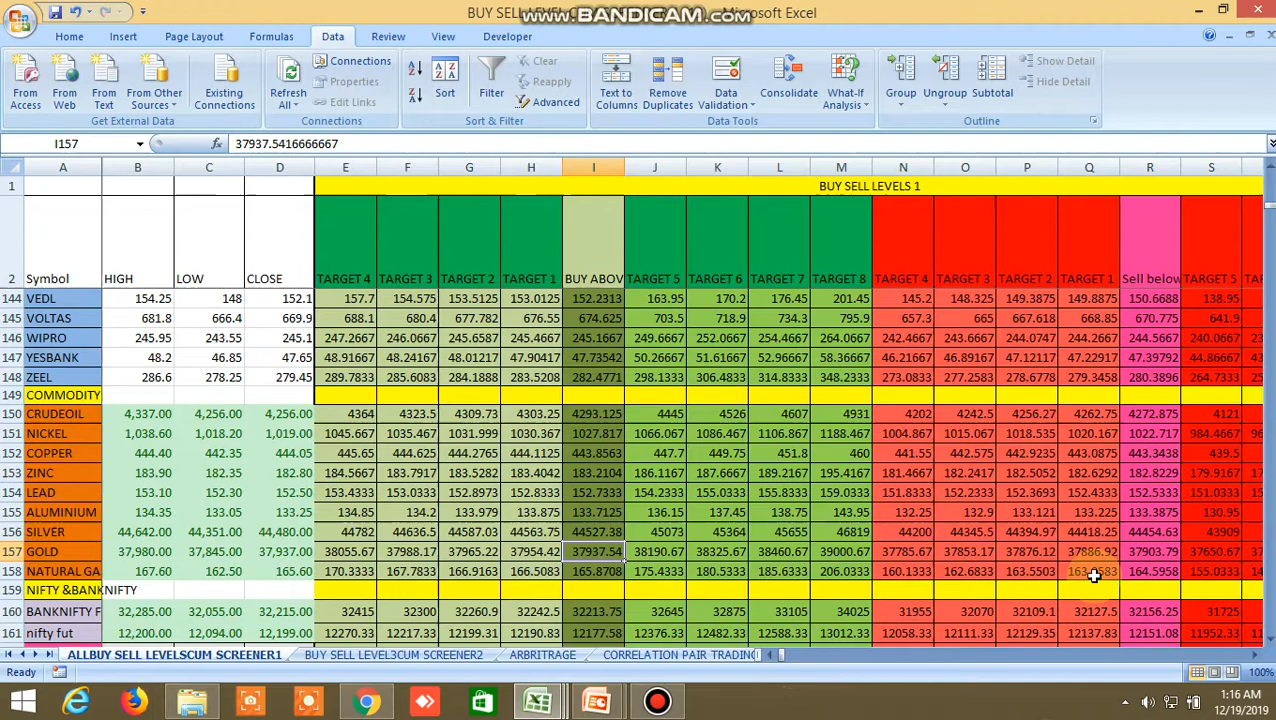 BUY SELL LEVEL
www.BANDICAM.com
Microsoft Excel
Home Insert Page Layout Formulas Data Review View Developer
From Access From Web From Text From Other Sources Existing Connections Refresh All Connections Properties Edit Links Sort Filter Clear Reapply Advanced Text to Columns Remove Duplicates Data Validation Consolidate What-If Analysis Group Ungroup Subtotal Show Detail Hide Detail
Get External Data Connections Sort & Filter Data Tools Outline
I157 fx 37937.5416666667
A B C D E F G H I J K L M N O P Q R S
1 BUY SELL LEVELS 1
2 Symbol HIGH LOW CLOSE TARGET 4 TARGET 3 TARGET 2 TARGET 1 BUY ABOV TARGET 5 TARGET 6 TARGET 7 TARGET 8 TARGET 4 TARGET 3 TARGET 2 TARGET 1 Sell below TARGET 5
144 VEDL 154.25 148 152.1 157.7 154.575 153.5125 153.0125 152.2313 163.95 170.2 176.45 201.45 145.2 148.325 149.3875 149.8875 150.6688 138.95
145 VOLTAS 681.8 666.4 669.9 688.1 680.4 677.782 676.55 674.625 703.5 718.9 734.3 795.9 657.3 665 667.618 668.85 670.775 641.9
146 WIPRO 245.95 243.55 245.1 247.2667 246.0667 245.6587 245.4667 245.1667 249.6667 252.0667 254.4667 264.0667 242.4667 243.6667 244.0747 244.2667 244.5667 240.0667
147 YESBANK 48.2 46.85 47.65 48.91667 48.24167 48.01217 47.90417 47.73542 50.26667 51.61667 52.96667 58.36667 46.21667 46.89167 47.12117 47.22917 47.39792 44.86667
148 ZEEL 286.6 278.25 279.45 289.7833 285.6083 284.1888 283.5208 282.4771 298.1333 306.4833 314.8333 348.2333 273.0833 277.2583 278.6778 279.3458 280.3896 264.7333
149 COMMODITY
150 CRUDEOIL 4,337.00 4,256.00 4,256.00 4364 4323.5 4309.73 4303.25 4293.125 4445 4526 4607 4931 4202 4242.5 4256.27 4262.75 4272.875 4121
151 NICKEL 1,038.60 1,018.20 1,019.00 1045.667 1035.467 1031.999 1030.367 1027.817 1066.067 1086.467 1106.867 1188.467 1004.867 1015.067 1018.535 1020.167 1022.717 984.4667 96
152 COPPER 444.40 442.35 444.05 445.65 444.625 444.2765 444.1125 443.8563 447.7 449.75 451.8 460 441.55 442.575 442.9235 443.0875 443.3438 439.5
153 ZINC 183.90 182.35 182.80 184.5667 183.7917 183.5282 183.4042 183.2104 186.1167 187.6667 189.2167 195.4167 181.4667 182.2417 182.5052 182.6292 182.8229 179.9167
154 LEAD 153.10 152.30 152.50 153.4333 153.0333 152.8973 152.8333 152.7333 154.2333 155.0333 155.8333 159.0333 151.8333 152.2333 152.3693 152.4333 152.5333 151.0333
155 ALUMINIUM 134.35 133.05 133.25 134.85 134.2 133.979 133.875 133.7125 136.15 137.45 138.75 143.95 132.25 132.9 133.121 133.225 133.3875 130.95
156 SILVER 44,642.00 44,351.00 44,480.00 44782 44636.5 44587.03 44563.75 44527.38 45073 45364 45655 46819 44200 44345.5 44394.97 44418.25 44454.63 43909
157 GOLD 37,980.00 37,845.00 37,937.00 38055.67 37988.17 37965.22 37954.42 37937.54 38190.67 38325.67 38460.67 39000.67 37785.67 37853.17 37876.12 37886.92 37903.79 37650.67
158 NATURAL GA 167.60 162.50 165.60 170.3333 167.7833 166.9163 166.5083 165.8708 175.4333 180.5333 185.6333 206.0333 160.1333 162.6833 163.5503 164.5958 155.0333
159 NIFTY &BANKNIFTY
160 BANKNIFTY F 32,285.00 32,055.00 32,215.00 32415 32300 32260.9 32242.5 32213.75 32645 32875 33105 34025 31955 32070 32109.1 32127.5 32156.25 31725
161 nifty fut 12,200.00 12,094.00 12,199.00 12270.33 12217.33 12199.31 12190.83 12177.58 12376.33 12482.33 12588.33 13012.33 12058.33 12111.33 12129.35 12137.83 12151.08 11952.33
ALLBUY SELL LEVELSCUM SCREENER1 BUY SELL LEVEL3CUM SCREENER2 ARBRITRAGE CORRELATION PAIR TRADING
Ready 100%
1:16 AM
12/19/2019